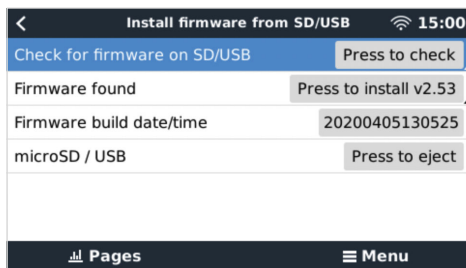 Install firmware from SD/USB 15:00
Check for firmware on SD/USB Press to check
Firmware found Press to install v2.53
Firmware build date/time 20200405130525
microSD / USB Press to eject
Pages Menu